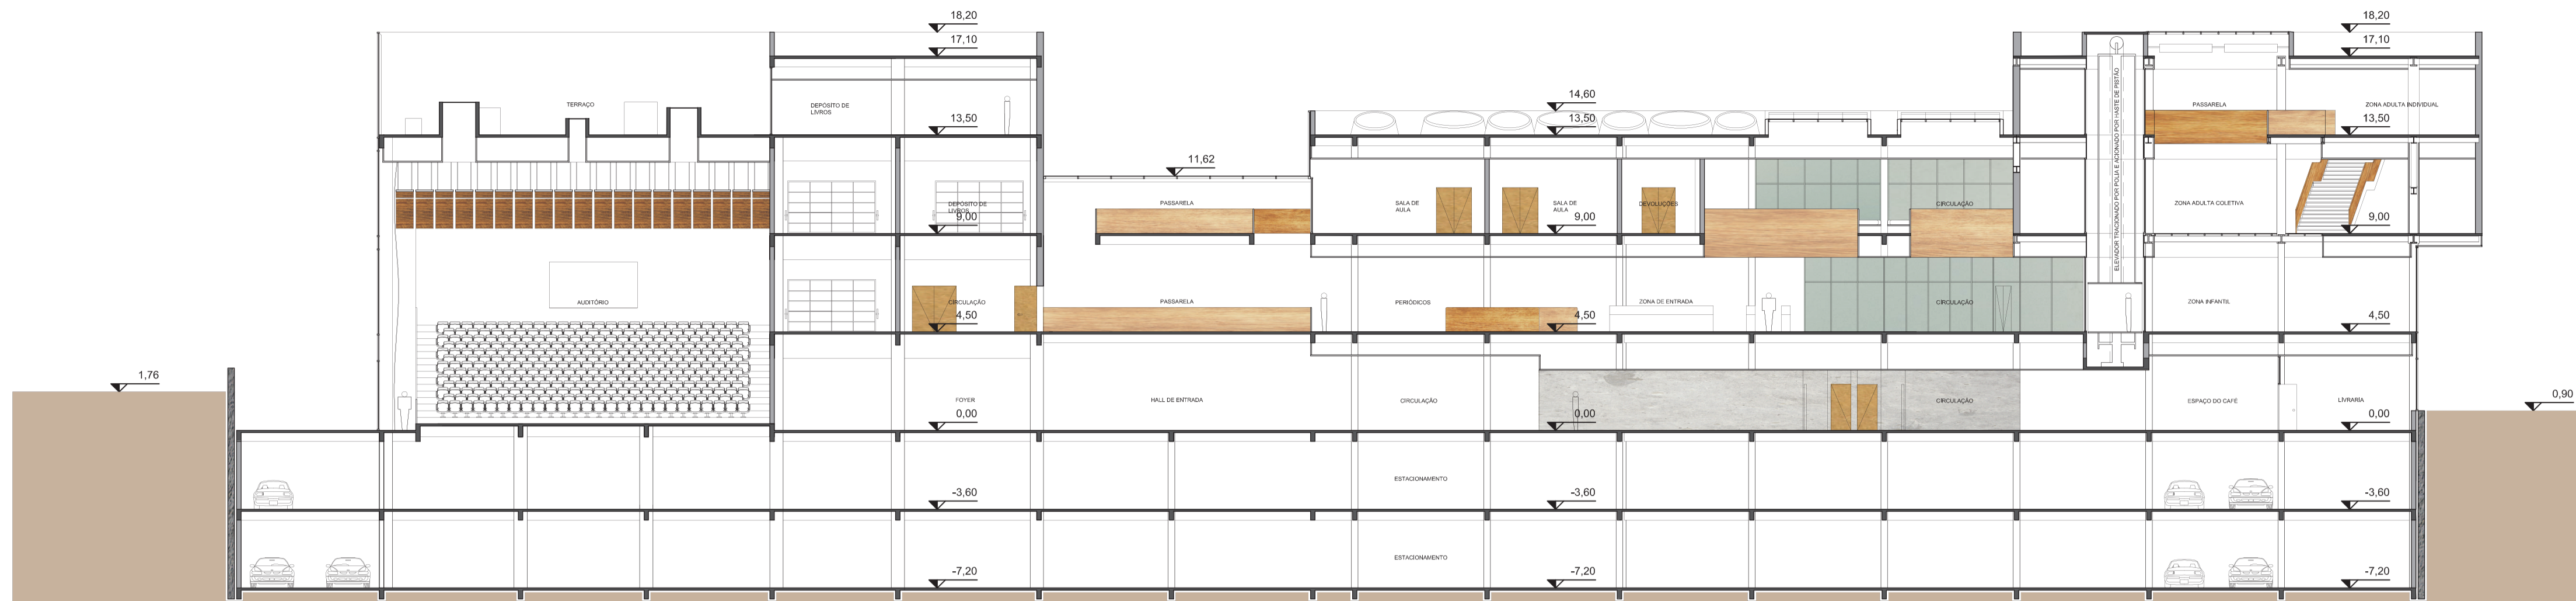 18,20
18,20
17,10
17,10
14,60
13,50
13,50
13,50
TERRAÇO
DEPÓSITO DE
LIVROS
PASSARELA
ZONA ADULTA INDIVIDUAL
ELEVADOR TRACIONADO POR POLIA E ACIONADO POR HASTE DE PISTÃO
11,62
DEPÓSITO DE
LIVROS
9,00
PASSARELA
SALA DE
AULA
SALA DE
AULA
9,00
DEVOLUÇÕES
CIRCULAÇÃO
ZONA ADULTA COLETIVA
9,00
AUDITÓRIO
CIRCULAÇÃO
4,50
PASSARELA
PERIÓDICOS
4,50
ZONA DE ENTRADA
CIRCULAÇÃO
ZONA INFANTIL
4,50
1,76
0,90
FOYER
0,00
HALL DE ENTRADA
CIRCULAÇÃO
0,00
CIRCULAÇÃO
ESPAÇO DO CAFÉ
LIVRARIA
0,00
ESTACIONAMENTO
-3,60
-3,60
-3,60
ESTACIONAMENTO
-7,20
-7,20
-7,20